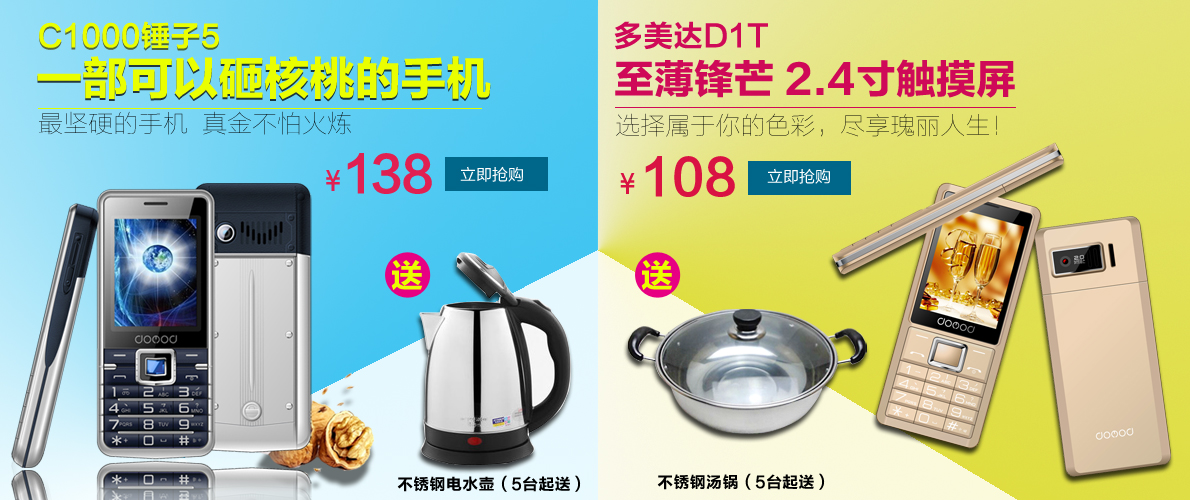 C1000锤子5
一部可以砸核桃的手机
最坚硬的手机 真金不怕火炼
¥138 立即抢购
送
doood
不锈钢电水壶（5台起送）
多美达D1T
至薄锋芒 2.4寸触摸屏
选择属于你的色彩，尽享瑰丽人生！
¥108 立即抢购
送
doood
doood
不锈钢汤锅（5台起送）